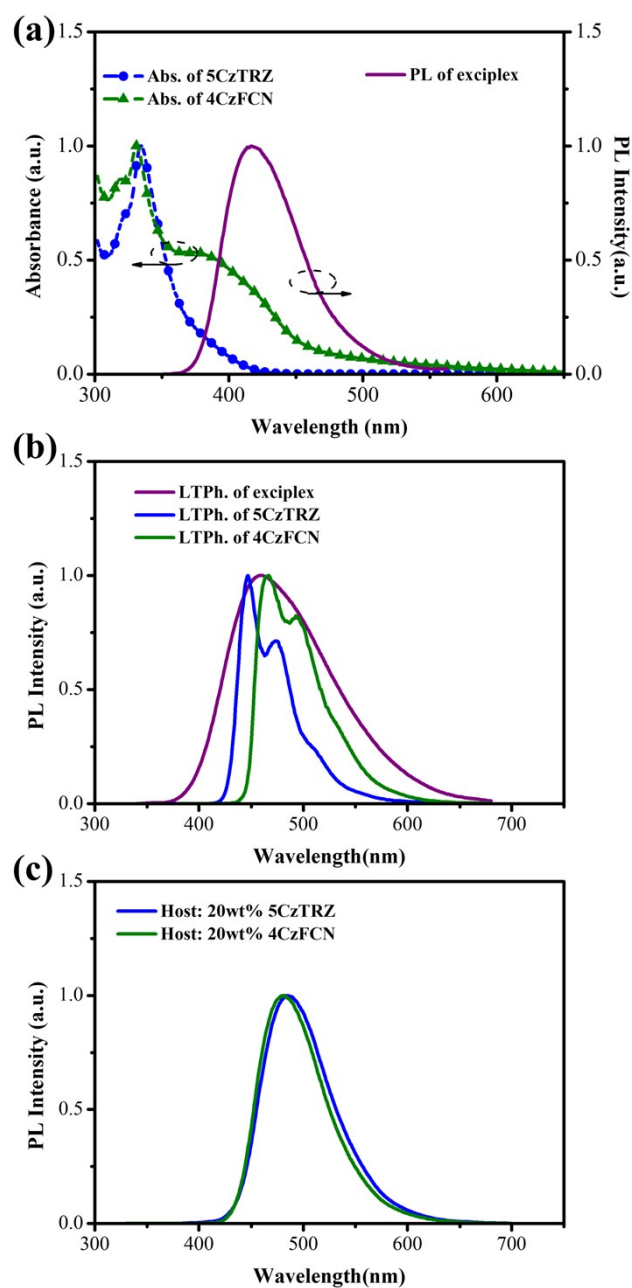 (a)
1.5
1.0
0.5
0.0
Absorbance (a.u.)
Abs. of 5CzTRZ
Abs. of 4CzFCN
PL of exciplex
1.5
1.0
0.5
0.0
PL Intensity(a.u.)
300 400 500 600
Wavelength (nm)
(b)
1.5
1.0
0.5
0.0
PL Intensity (a.u.)
LTPh. of exciplex
LTPh. of 5CzTRZ
LTPh. of 4CzFCN
300 400 500 600 700
Wavelength(nm)
(c)
1.5
1.0
0.5
0.0
PL Intensity (a.u.)
Host: 20wt% 5CzTRZ
Host: 20wt% 4CzFCN
300 400 500 600 700
Wavelength(nm)